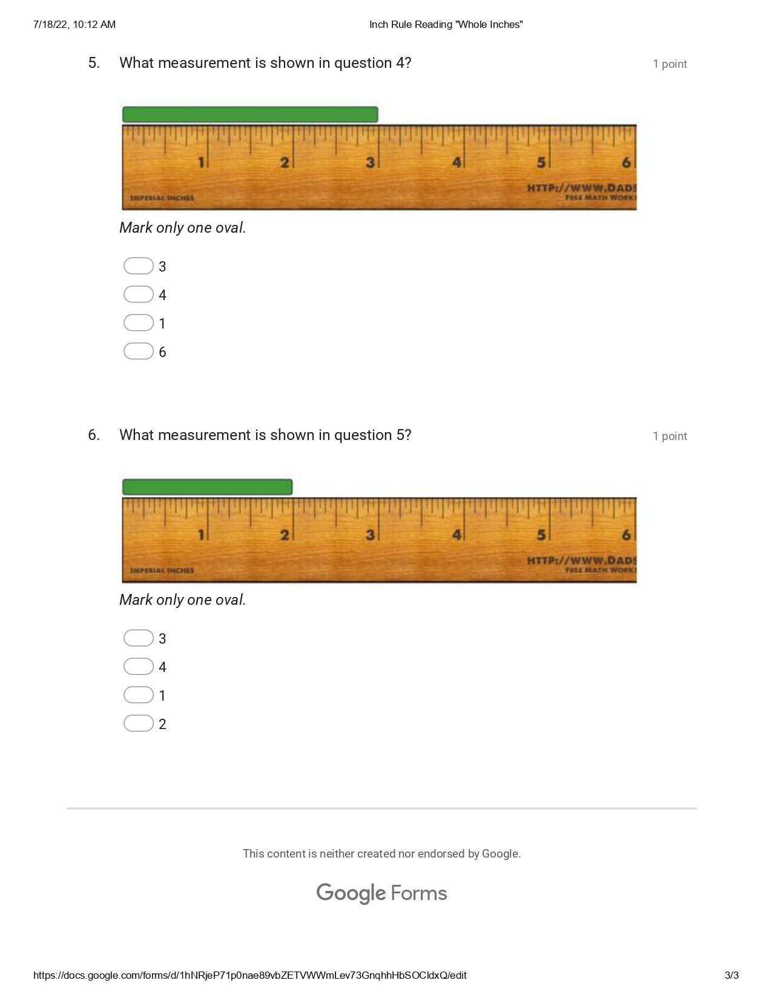 7/18/22, 10:12 AM Inch Rule Reading "Whole Inches"
5. What measurement is shown in question 4? 1 point
1 2 3 4 5 6
HTTP://WWW.DADS
IMPERIAL INCHES FREE MATH WORKS
Mark only one oval.
3
4
1
6
6. What measurement is shown in question 5? 1 point
1 2 3 4 5 6
HTTP://WWW.DADS
IMPERIAL INCHES FREE MATH WORKS
Mark only one oval.
3
4
1
2
This content is neither created nor endorsed by Google.
Google Forms
https://docs.google.com/forms/d/1hNRjeP71p0nae89vbZETVWWmLev73GnqhhHbSOCIdxQ/edit 3/3